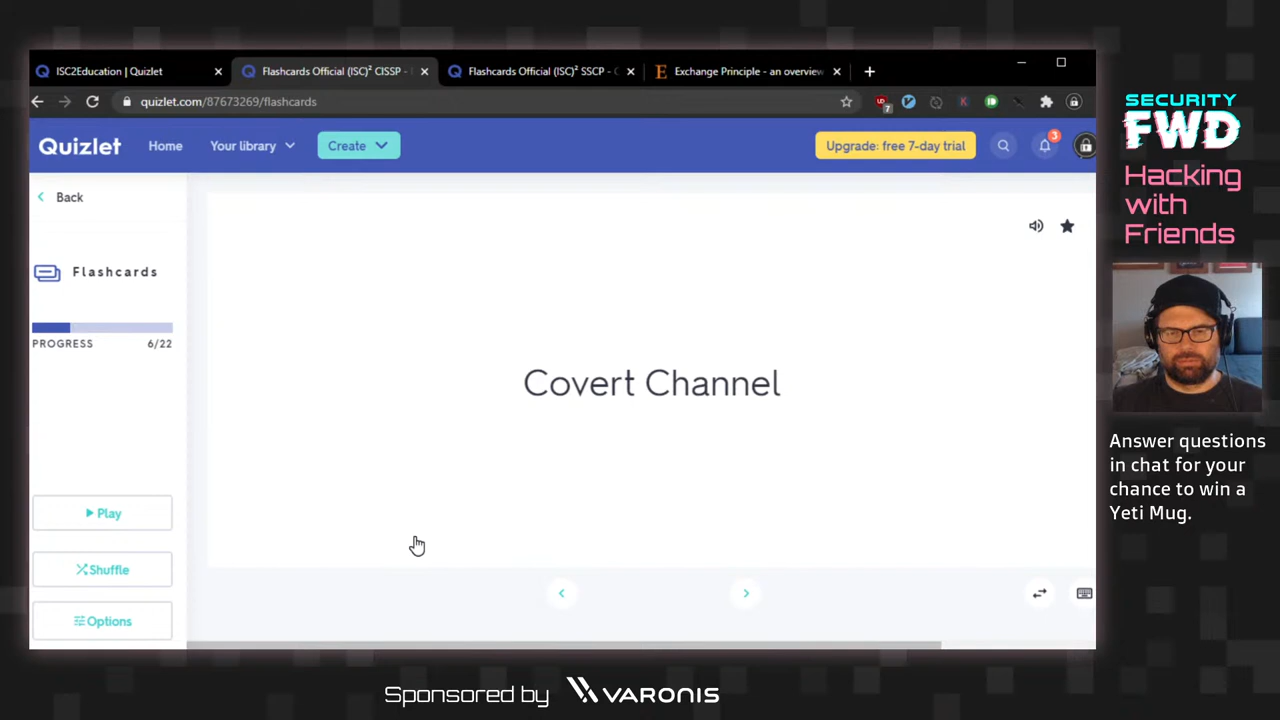 ISC2Education | Quizlet
Flashcards Official (ISC)² CISSP -
Flashcards Official (ISC)² SSCP -
Exchange Principle - an overview
quizlet.com/87673269/flashcards
7
Quizlet
Home
Your library
Create
Upgrade: free 7-day trial
3
Back
Flashcards
PROGRESS 6/22
Covert Channel
Play
Shuffle
Options
SECURITY
FWD
Hacking
with
Friends
Answer questions
in chat for your
chance to win a
Yeti Mug.
Sponsored by VARONIS